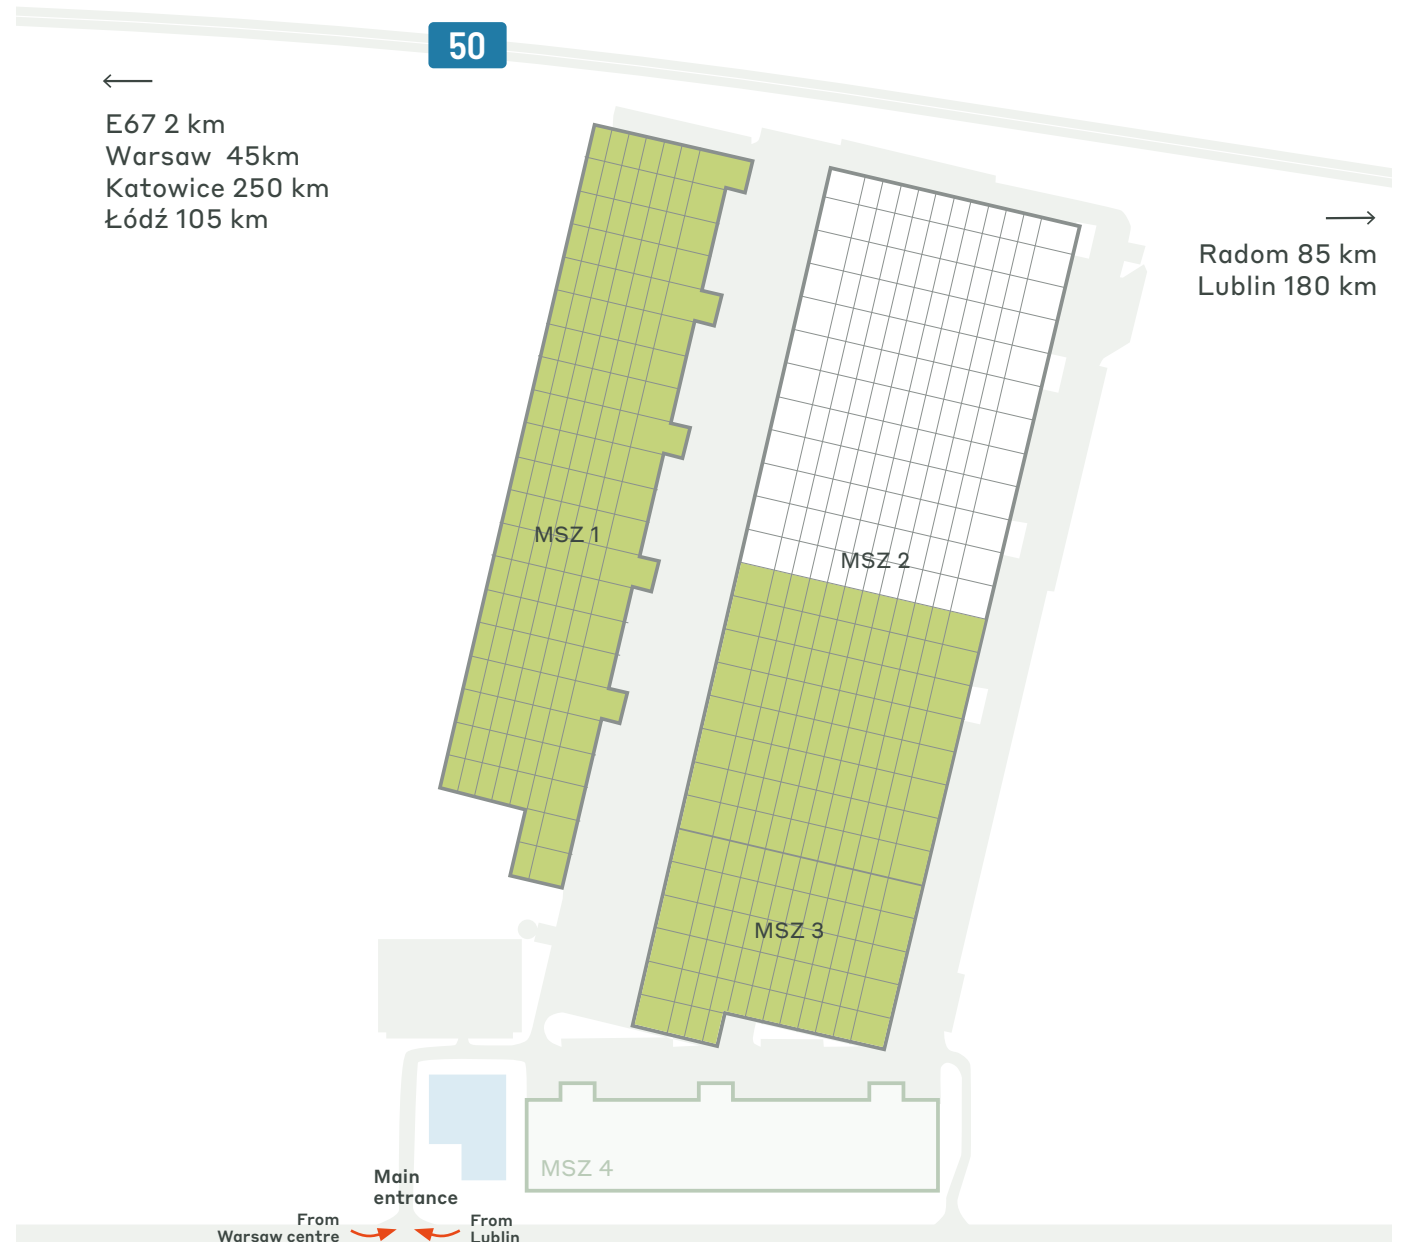 50
E67 2 km
Warsaw 45km
Katowice 250 km
Łódź 105 km
Radom 85 km
Lublin 180 km
MSZ 1
MSZ 2
MSZ 3
MSZ 4
Main
entrance
From
Warsaw centre
From
Lublin